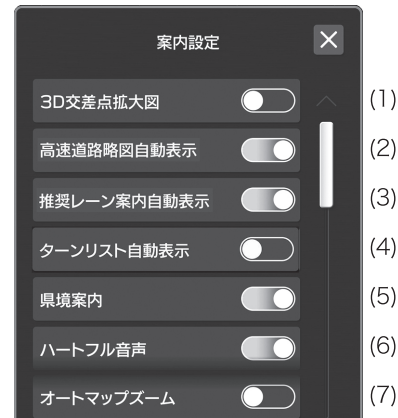 案内設定
3D交差点拡大図 (1)
高速道路略図自動表示 (2)
推奨レーン案内自動表示 (3)
ターンリスト自動表示 (4)
県境案内 (5)
ハートフル音声 (6)
オートマップズーム (7)